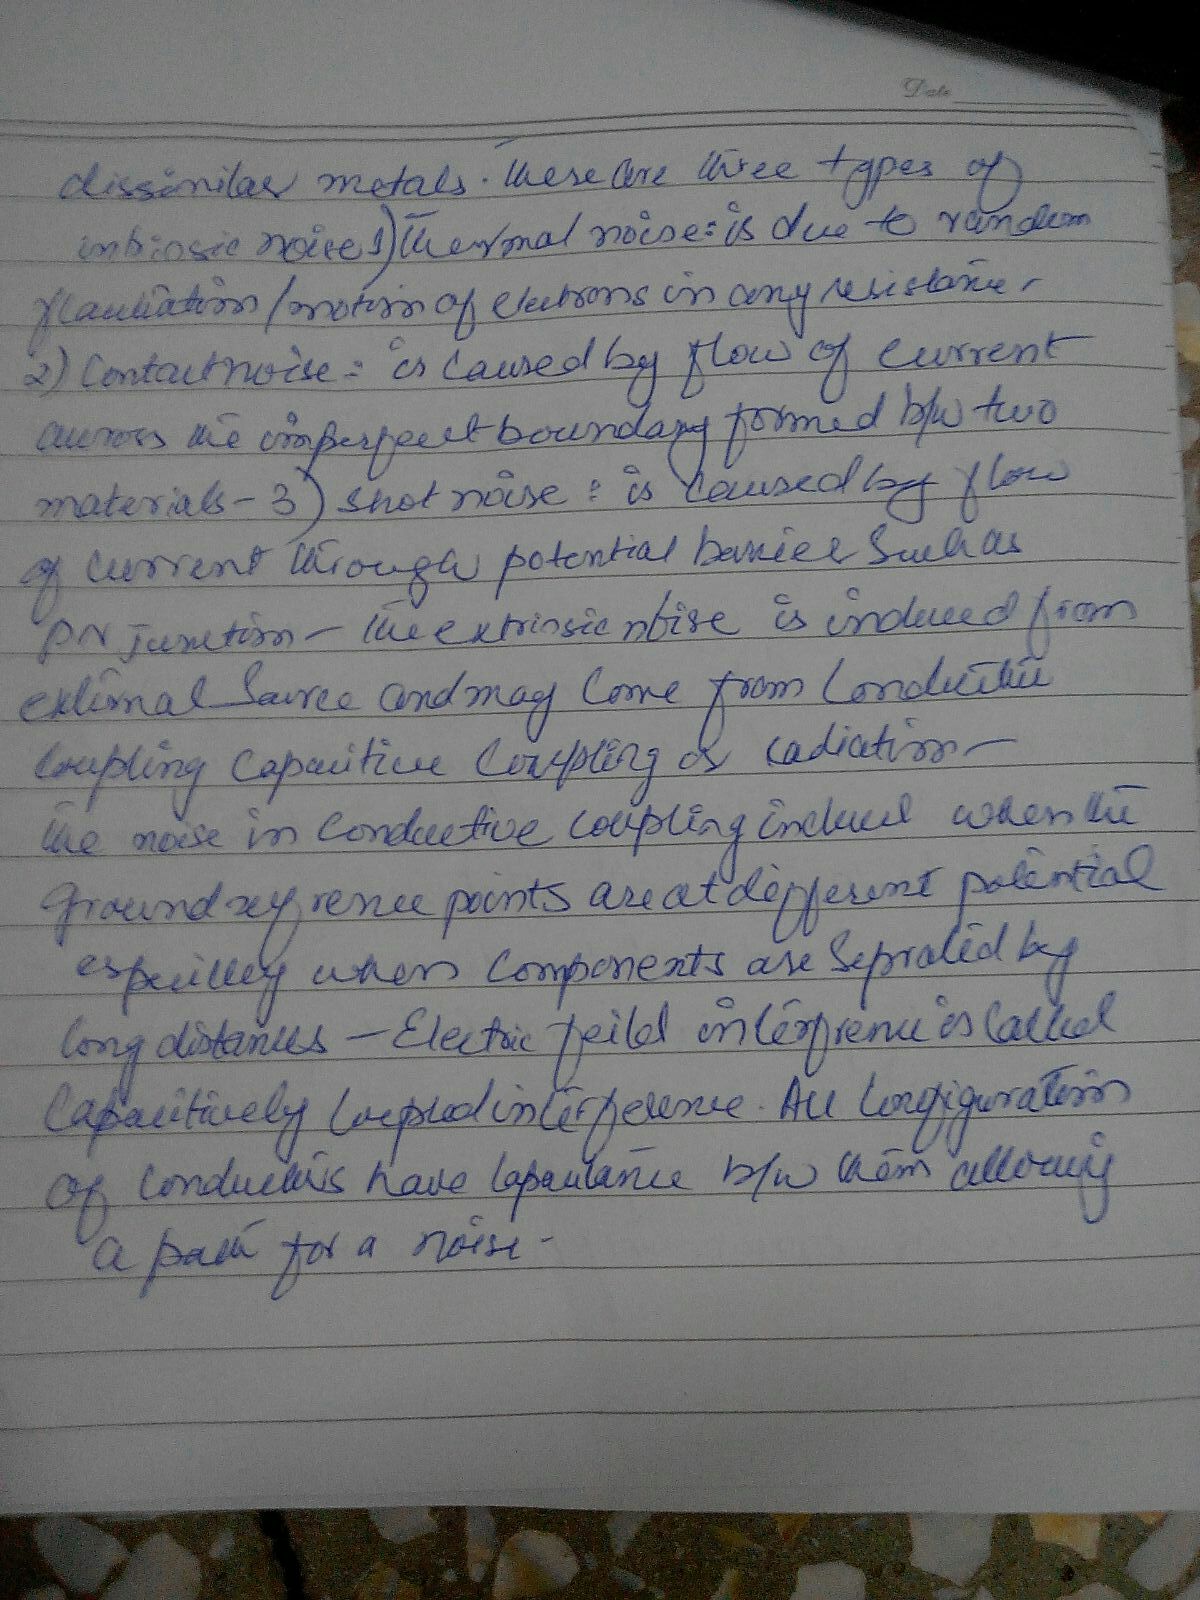 Date
dissimilar metals. There are three types of
intrinsic noise 1) Thermal noise: is due to random
fluctuation / motion of electrons in any resistance.
2) Contact noise: is caused by flow of current
across the imperfect boundary formed b/w two
materials - 3) shot noise: is caused by flow
of current through potential barrier such as
PN junction - The extrinsic noise is induced from
external source and may come from conductive
coupling capacitive coupling or radiation -
The noise in conductive coupling induced when the
ground refrence points are at different potential
especilley when components are seprated by
long distances - Electric feild interfrence is called
capacitively coupled interference. All configuration
of conductors have capacitance b/w them allowing
a path for a noise -